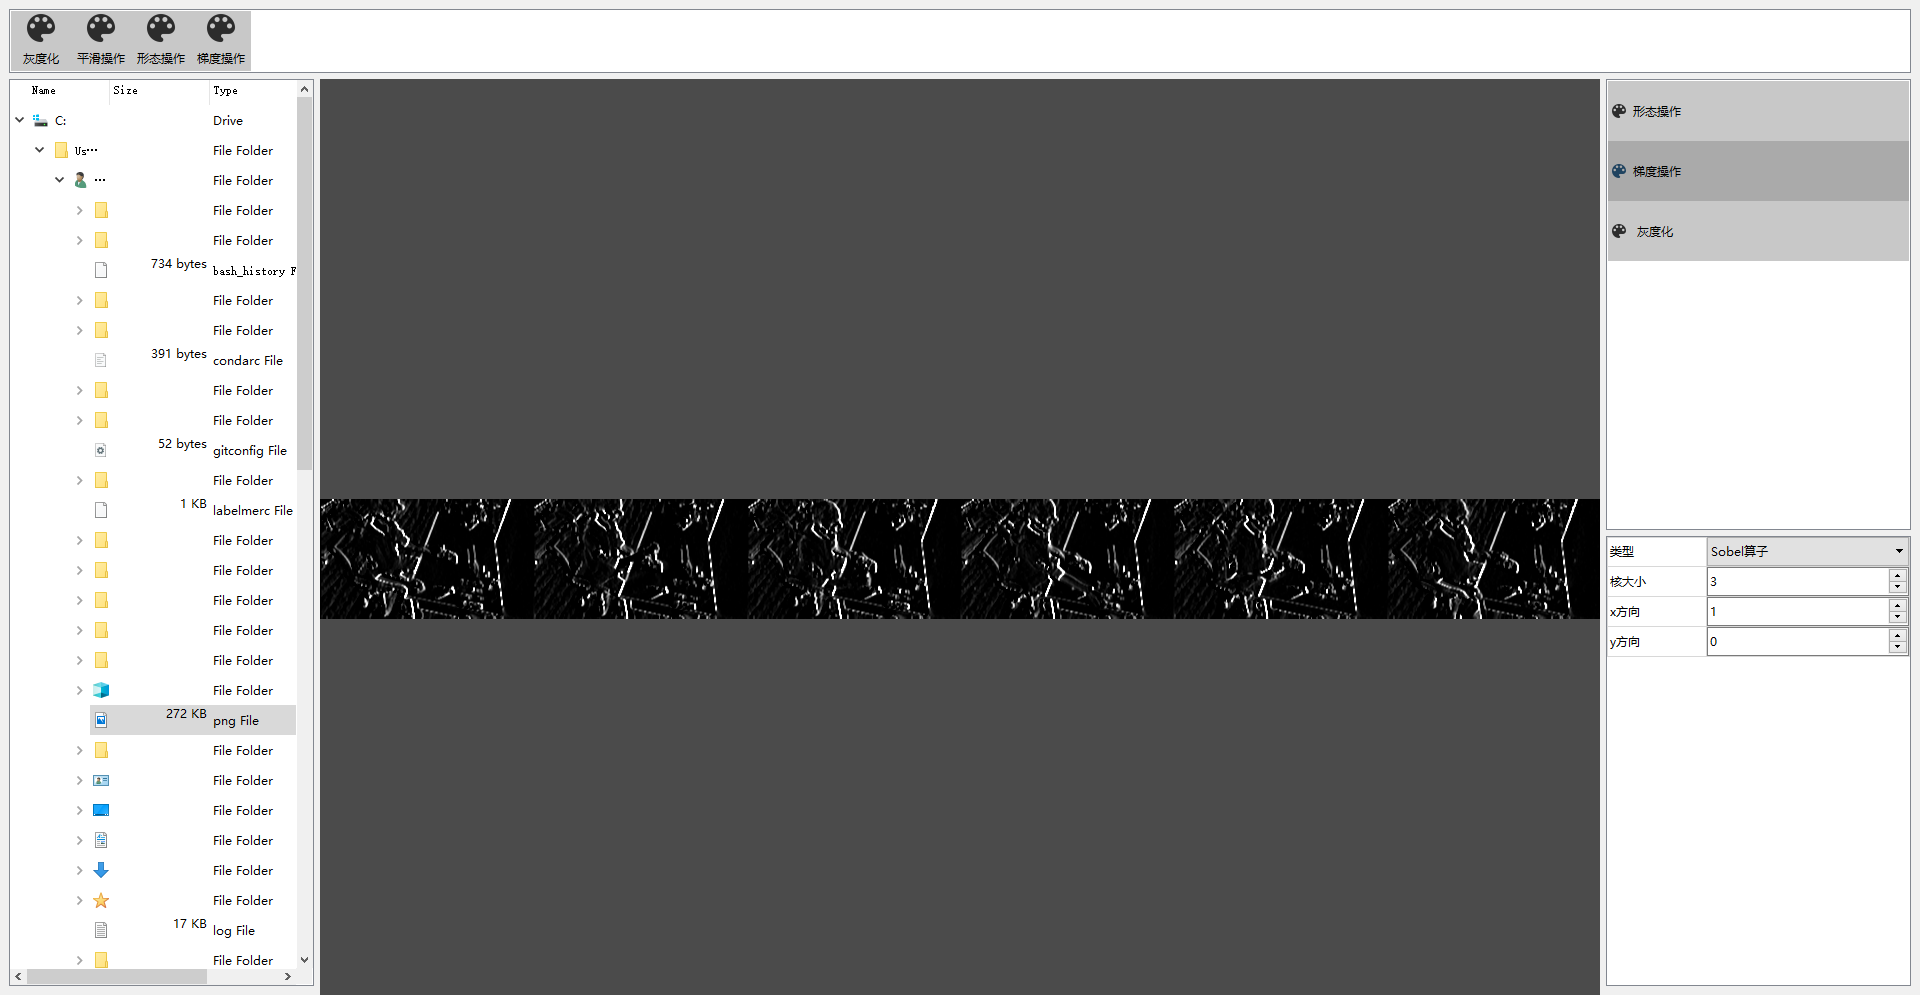 灰度化 平滑操作 形态操作 梯度操作
Name Size Type
C: Drive
Us… File Folder
… File Folder
File Folder
File Folder
734 bytes bash_history F
File Folder
File Folder
391 bytes condarc File
File Folder
File Folder
52 bytes gitconfig File
File Folder
1 KB labelmerc File
File Folder
File Folder
File Folder
File Folder
File Folder
File Folder
272 KB png File
File Folder
File Folder
File Folder
File Folder
File Folder
File Folder
17 KB log File
File Folder
形态操作
梯度操作
灰度化
类型 Sobel算子
核大小 3
x方向 1
y方向 0